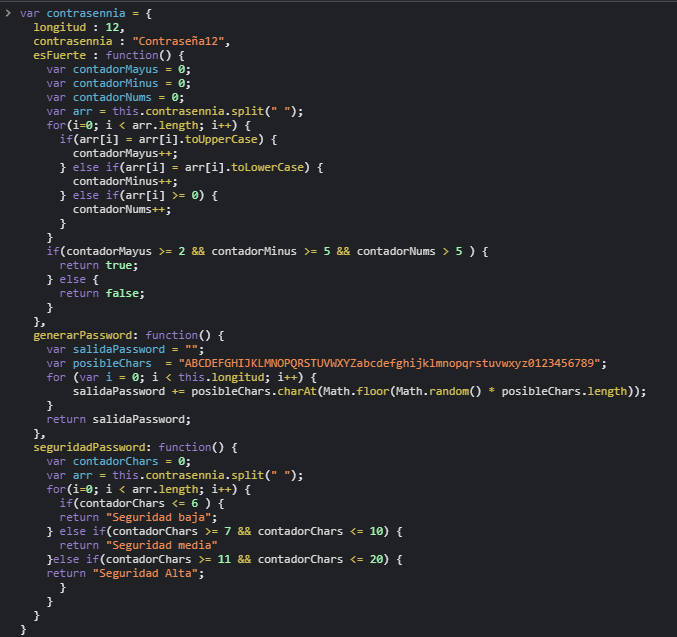 > var contrasennia = {
longitud : 12,
contrasennia : "Contraseña12",
esFuerte : function() {
var contadorMayus = 0;
var contadorMinus = 0;
var contadorNums = 0;
var arr = this.contrasennia.split(" ");
for(i=0; i < arr.length; i++) {
if(arr[i] = arr[i].toUpperCase) {
contadorMayus++;
} else if(arr[i] = arr[i].toLowerCase) {
contadorMinus++;
} else if(arr[i] >= 0) {
contadorNums++;
}
}
if(contadorMayus >= 2 && contadorMinus >= 5 && contadorNums > 5 ) {
return true;
} else {
return false;
}
},
generarPassword: function() {
var salidaPassword = "";
var posibleChars  = "ABCDEFGHIJKLMNOPQRSTUVWXYZabcdefghijklmnopqrstuvwxyz0123456789";
for (var i = 0; i < this.longitud; i++) {
salidaPassword += posibleChars.charAt(Math.floor(Math.random() * posibleChars.length));
}
return salidaPassword;
},
seguridadPassword: function() {
var contadorChars = 0;
var arr = this.contrasennia.split(" ");
for(i=0; i < arr.length; i++) {
if(contadorChars <= 6 ) {
return "Seguridad baja";
} else if(contadorChars >= 7 && contadorChars <= 10) {
return "Seguridad media"
}else if(contadorChars >= 11 && contadorChars <= 20) {
return "Seguridad Alta";
}
}
}
}